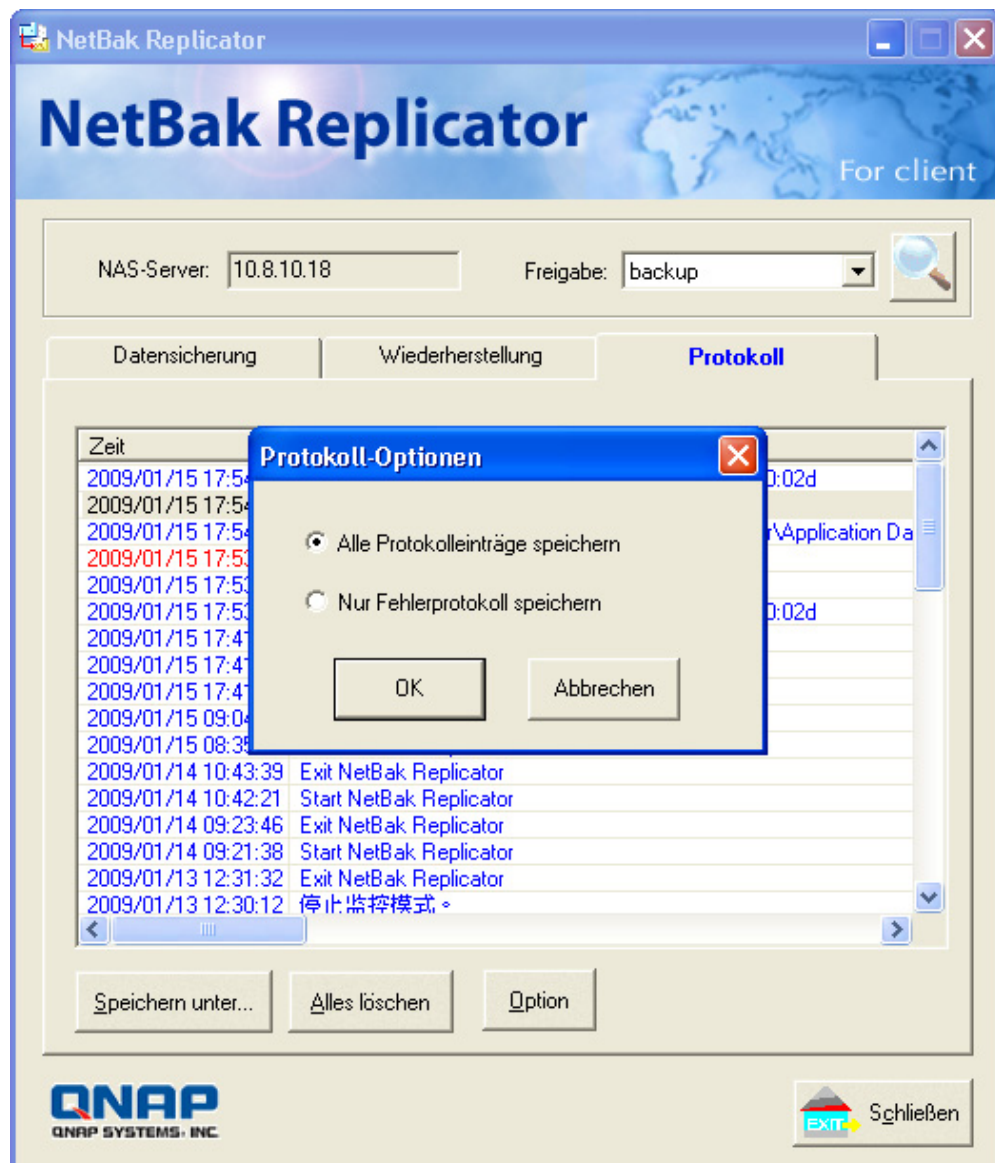 NetBak Replicator
NetBak Replicator
For client
NAS-Server: 10.8.10.18 Freigabe: backup
Datensicherung Wiederherstellung Protokoll
Zeit
Protokoll-Optionen
2009/01/15 17:54 0:02d
2009/01/15 17:54
2009/01/15 17:54 r\Application Da
2009/01/15 17:53
2009/01/15 17:53
2009/01/15 17:53 0:02d
2009/01/15 17:41
2009/01/15 17:41
2009/01/15 17:41
2009/01/15 09:04
2009/01/15 08:35
Alle Protokolleinträge speichern
Nur Fehlerprotokoll speichern
OK Abbrechen
2009/01/14 10:43:39 Exit NetBak Replicator
2009/01/14 10:42:21 Start NetBak Replicator
2009/01/14 09:23:46 Exit NetBak Replicator
2009/01/14 09:21:38 Start NetBak Replicator
2009/01/13 12:31:32 Exit NetBak Replicator
2009/01/13 12:30:12 停止监控模式。
Speichern unter... Alles löschen Option
QNAP
QNAP SYSTEMS, INC
EXIT Schließen